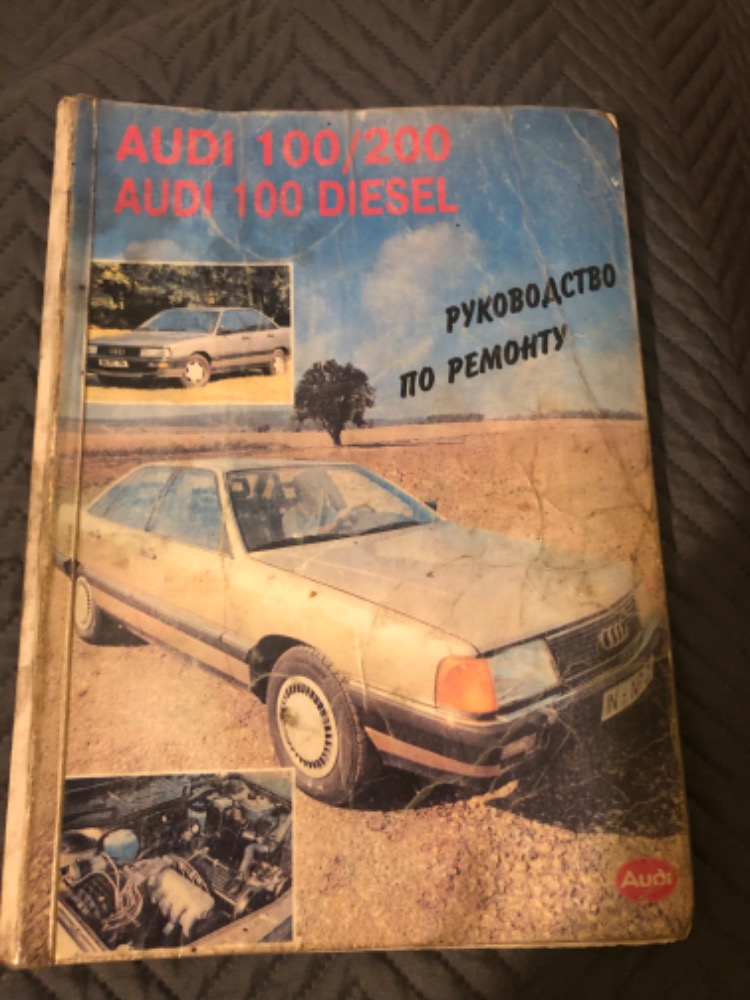 AUDI 100/200
AUDI 100 DIESEL
РУКОВОДСТВО
ПО РЕМОНТУ
Audi